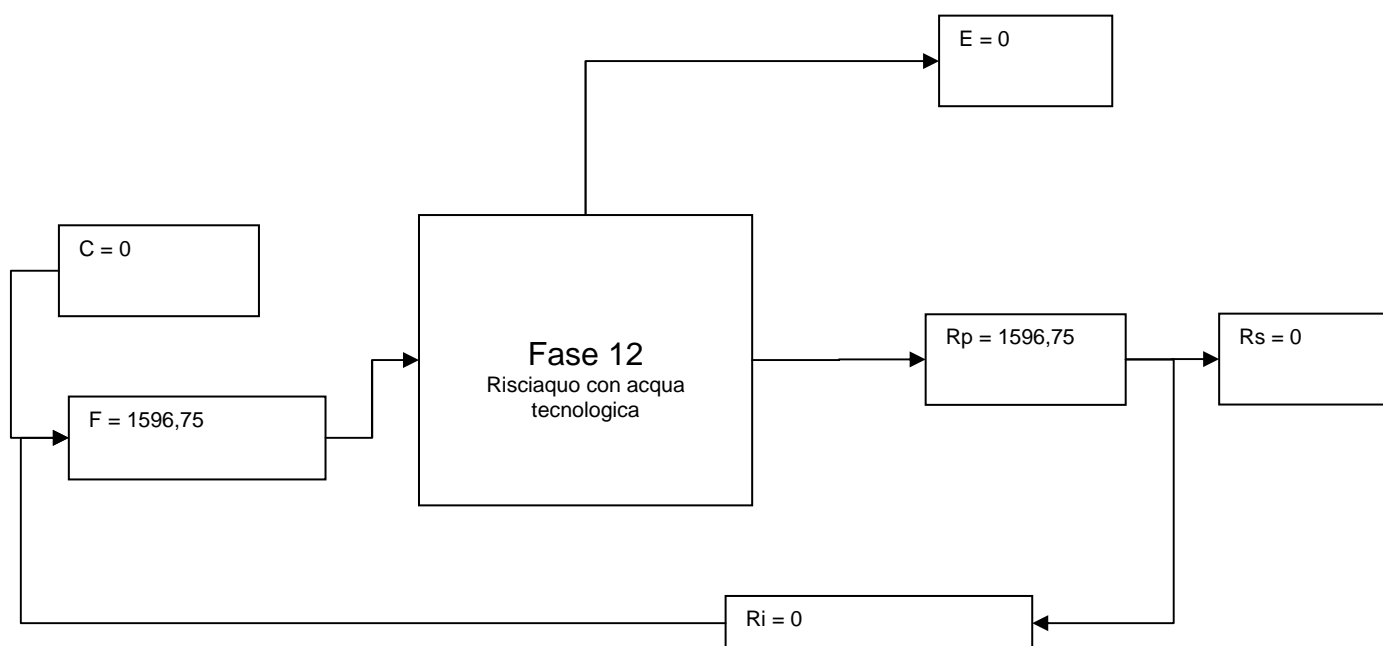 E = 0
C = 0
F = 1596,75
Fase 12
Risciaquo con acqua
tecnologica
Rp = 1596,75
Rs = 0
Ri = 0